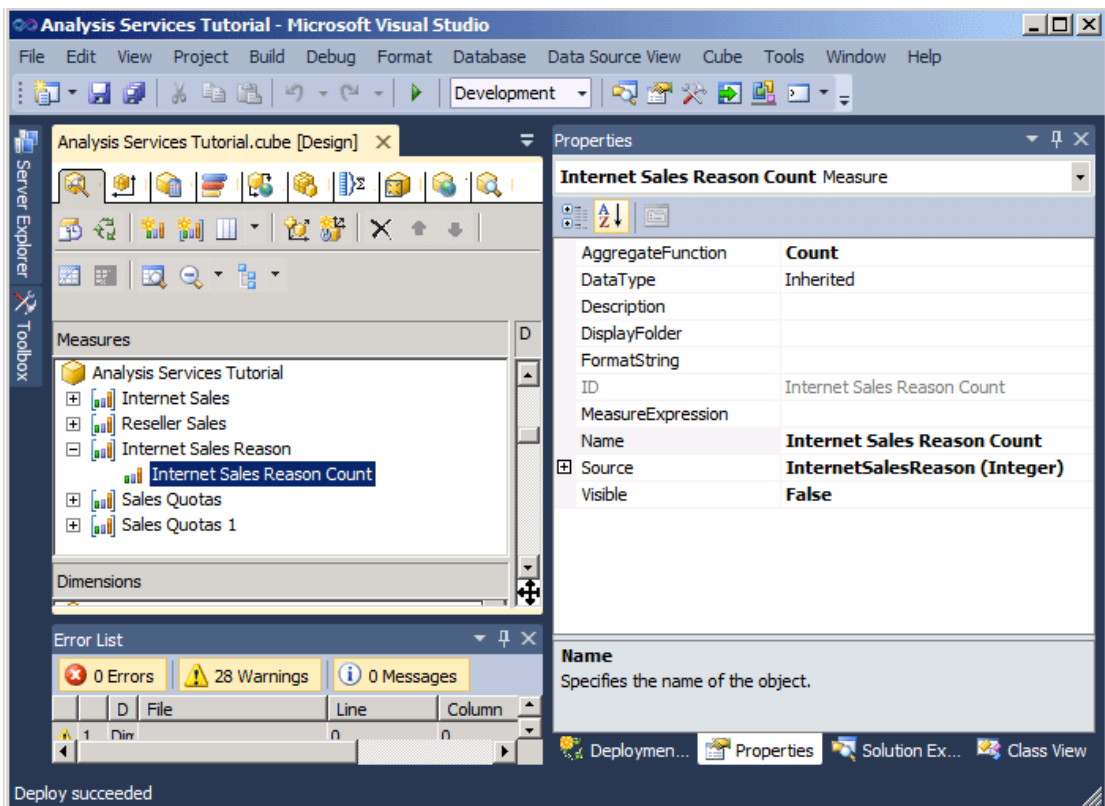 Analysis Services Tutorial - Microsoft Visual Studio
File Edit View Project Build Debug Format Database Data Source View Cube Tools Window Help
Development
Server Explorer
Toolbox
Analysis Services Tutorial.cube [Design]
Measures
D
Analysis Services Tutorial
Internet Sales
Reseller Sales
Internet Sales Reason
Internet Sales Reason Count
Sales Quotas
Sales Quotas 1
Dimensions
Error List
0 Errors 28 Warnings 0 Messages
D File Line Column
1 Dim 0 0
Properties
Internet Sales Reason Count Measure
AggregateFunction Count
DataType Inherited
Description
DisplayFolder
FormatString
ID Internet Sales Reason Count
MeasureExpression
Name Internet Sales Reason Count
Source InternetSalesReason (Integer)
Visible False
Name
Specifies the name of the object.
Deploymen... Properties Solution Ex... Class View
Deploy succeeded